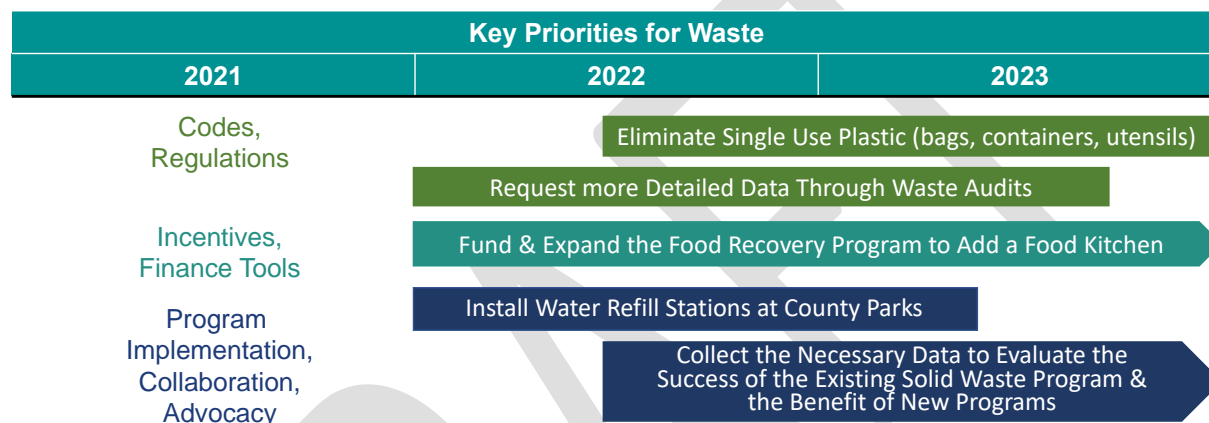 Key Priorities for Waste
2021 2022 2023
Codes,
Regulations
Eliminate Single Use Plastic (bags, containers, utensils)
Request more Detailed Data Through Waste Audits
Incentives,
Finance Tools
Fund & Expand the Food Recovery Program to Add a Food Kitchen
Program
Implementation,
Collaboration,
Advocacy
Install Water Refill Stations at County Parks
Collect the Necessary Data to Evaluate the
Success of the Existing Solid Waste Program &
the Benefit of New Programs